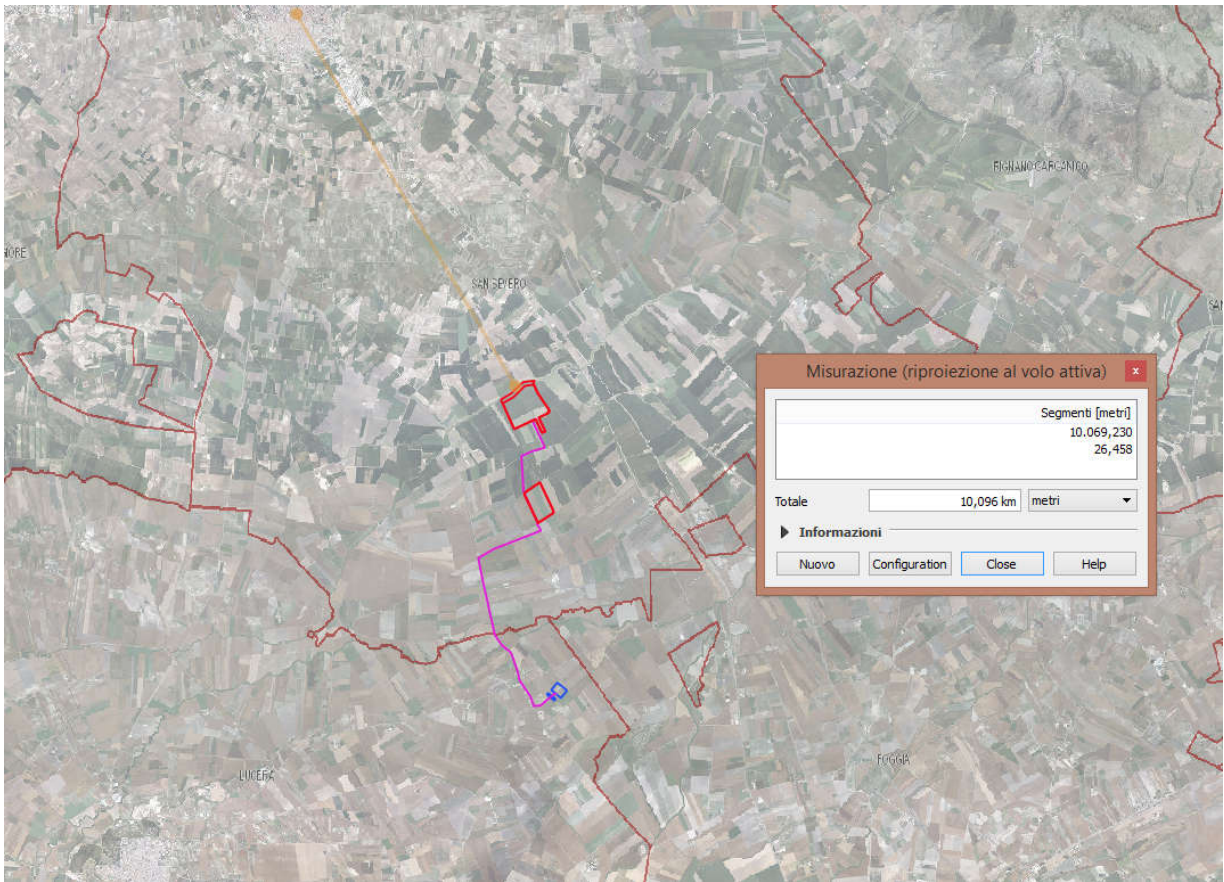 RIGNANO GARGANICO
SAN SEVERO
Misurazione (riproiezione al volo attiva)
x
Segmenti [metri]
10.069,230
26,458
Totale
10,096 km
metri
Informazioni
Nuovo
Configuration
Close
Help
LUCERA
FOGGIA